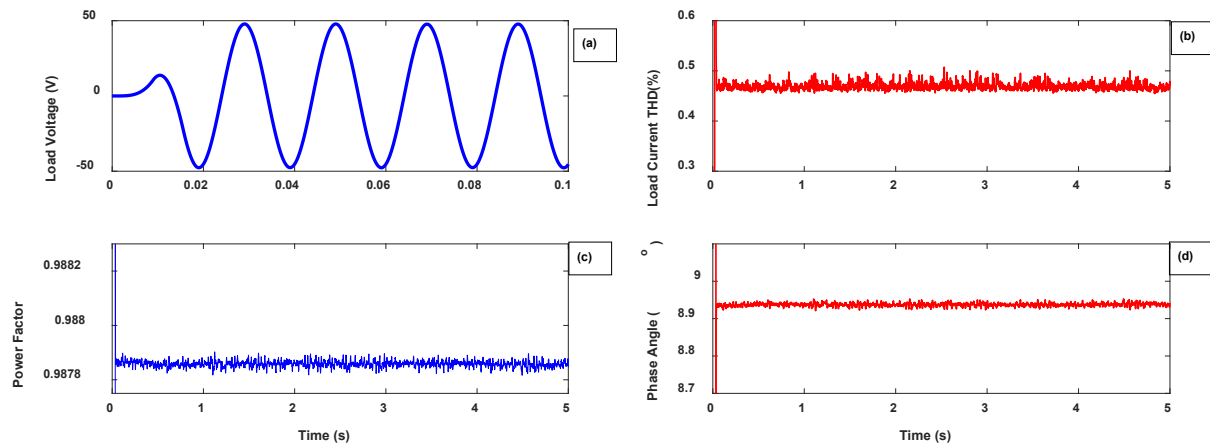 50
0
-50
Load Voltage (V)
0 0.02 0.04 0.06 0.08 0.1
(a)
0.6
0.5
0.4
0.3
Load Current THD(%)
0 1 2 3 4 5
(b)
0.9882
0.988
0.9878
Power Factor
0 1 2 3 4 5
Time (s)
(c)
9
8.9
8.8
8.7
Phase Angle (o)
0 1 2 3 4 5
Time (s)
(d)